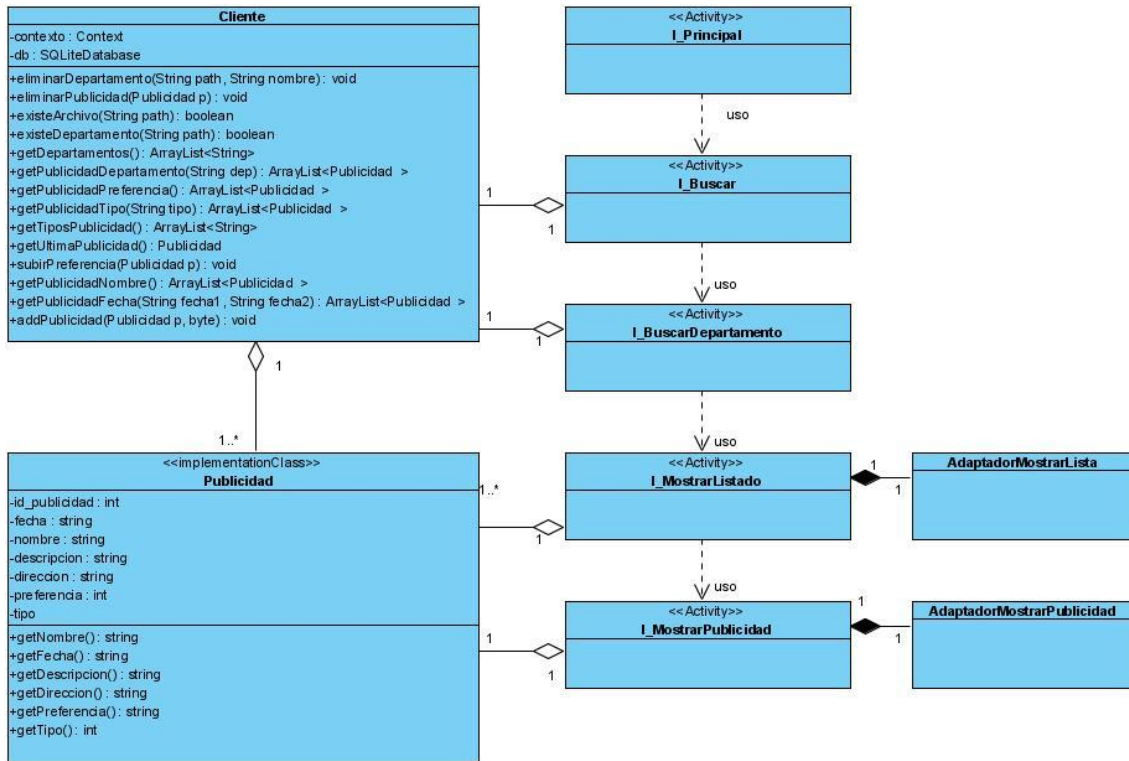 Cliente
-contexto : Context
-db : SQLiteDatabase
+eliminarDepartamento(String path, String nombre) : void
+eliminarPublicidad(Publicidad p) : void
+existeArchivo(String path) : boolean
+existeDepartamento(String path) : boolean
+getDepartamentos() : ArrayList<String>
+getPublicidadDepartamento(String dep) : ArrayList<Publicidad >
+getPublicidadPreferencia() : ArrayList<Publicidad >
+getPublicidadTipo(String tipo) : ArrayList<Publicidad >
+getTiposPublicidad() : ArrayList<String>
+getUltimaPublicidad() : Publicidad
+subirPreferencia(Publicidad p) : void
+getPublicidadNombre() : ArrayList<Publicidad >
+getPublicidadFecha(String fecha1, String fecha2) : ArrayList<Publicidad >
+addPublicidad(Publicidad p, byte) : void
1
1..*
<<implementationClass>>
Publicidad
-id_publicidad : int
-fecha : string
-nombre : string
-descripcion : string
-direccion : string
-preferencia : int
-tipo
+getNombre() : string
+getFecha() : string
+getDescripcion() : string
+getDireccion() : string
+getPreferencia() : string
+getTipo() : int
<<Activity>>
I_Principal
uso
<<Activity>>
I_Buscar
1
1
uso
<<Activity>>
I_BuscarDepartamento
1
1
uso
<<Activity>>
I_MostrarListado
1..*
1
1
1
AdaptadorMostrarLista
uso
<<Activity>>
I_MostrarPublicidad
1
1
1
1
AdaptadorMostrarPublicidad